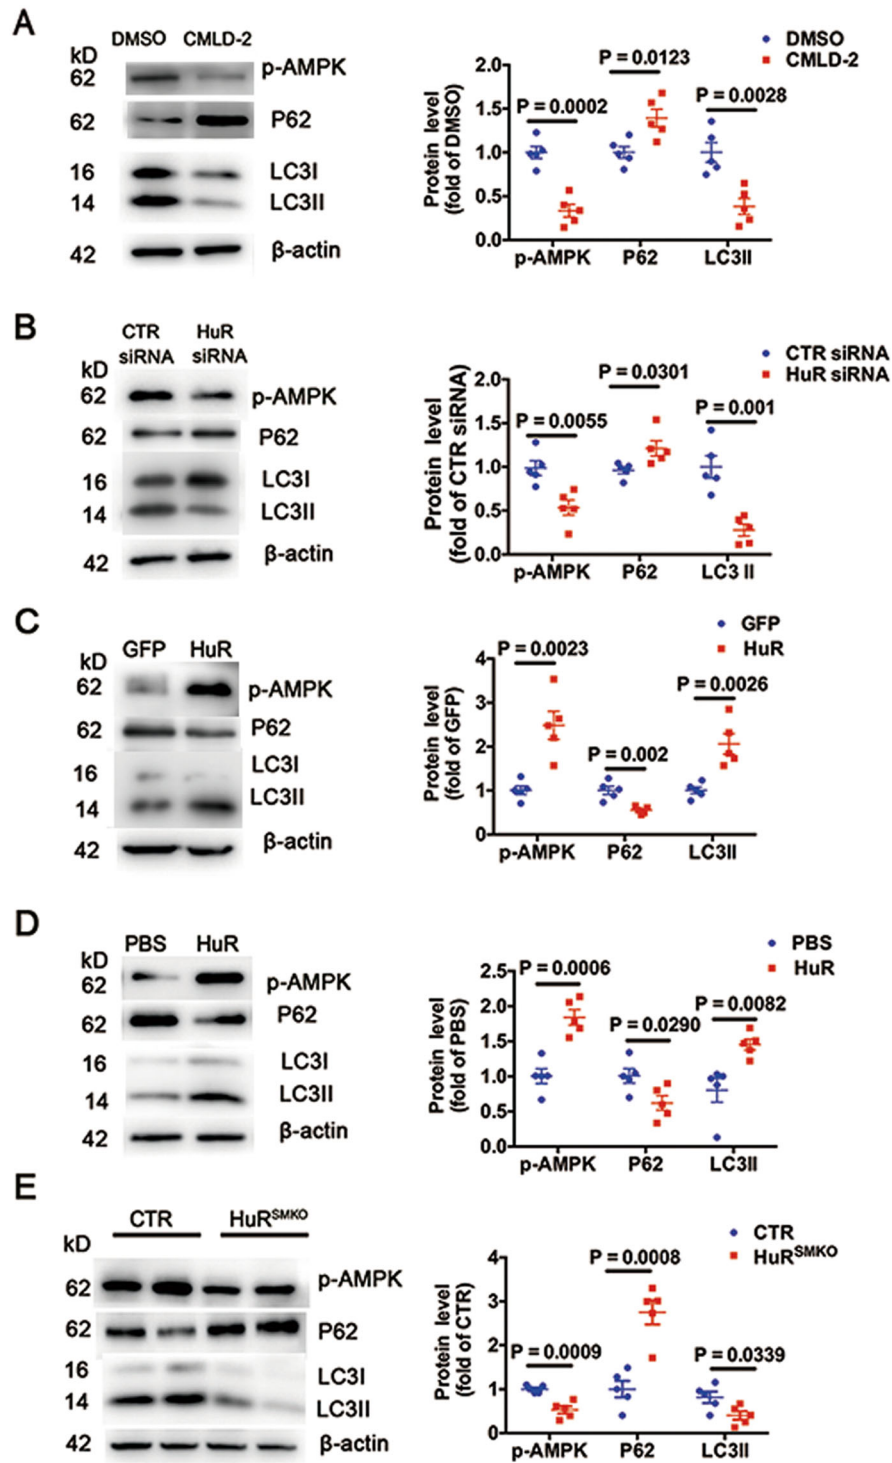 A
DMSO CMLD-2
kD
62 p-AMPK
62 P62
16 LC3I
14 LC3II
42 β-actin
DMSO
CMLD-2
P = 0.0123
P = 0.0002
P = 0.0028
Protein level
(fold of DMSO)
2.0
1.5
1.0
0.5
0.0
p-AMPK P62 LC3II
B
CTR HuR
siRNA siRNA
kD
62 p-AMPK
62 P62
16 LC3I
14 LC3II
42 β-actin
CTR siRNA
HuR siRNA
P = 0.0301
P = 0.0055
P = 0.001
Protein level
(fold of CTR siRNA)
2.0
1.5
1.0
0.5
0.0
p-AMPK P62 LC3 II
C
GFP HuR
kD
62 p-AMPK
62 P62
16 LC3I
14 LC3II
42 β-actin
GFP
HuR
P = 0.0023
P = 0.0026
P = 0.002
Protein level
(fold of GFP)
4
3
2
1
0
p-AMPK P62 LC3II
D
PBS HuR
kD
62 p-AMPK
62 P62
16 LC3I
14 LC3II
42 β-actin
PBS
HuR
P = 0.0006
P = 0.0082
P = 0.0290
Protein level
(fold of PBS)
2.5
2.0
1.5
1.0
0.5
0.0
p-AMPK P62 LC3II
E
CTR HuRSMKO
kD
62 p-AMPK
62 P62
16 LC3I
14 LC3II
42 β-actin
CTR
HuRSMKO
P = 0.0008
P = 0.0009
P = 0.0339
Protein level
(fold of CTR)
4
3
2
1
0
p-AMPK P62 LC3II